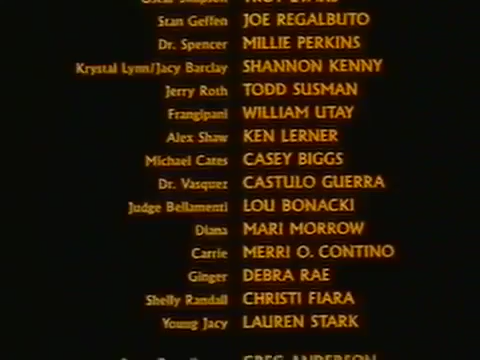 Stan Geffen JOE REGALBUTO
Dr. Spencer MILLIE PERKINS
Krystal Lynn/Jacy Barclay SHANNON KENNY
Jerry Roth TODD SUSMAN
Frangipani WILLIAM UTAY
Alex Shaw KEN LERNER
Michael Cates CASEY BIGGS
Dr. Vasquez CASTULO GUERRA
Judge Bellamenti LOU BONACKI
Diana MARI MORROW
Carrie MERRI O. CONTINO
Ginger DEBRA RAE
Shelly Randall CHRISTI FIARA
Young Jacy LAUREN STARK
GREG ANDERSON